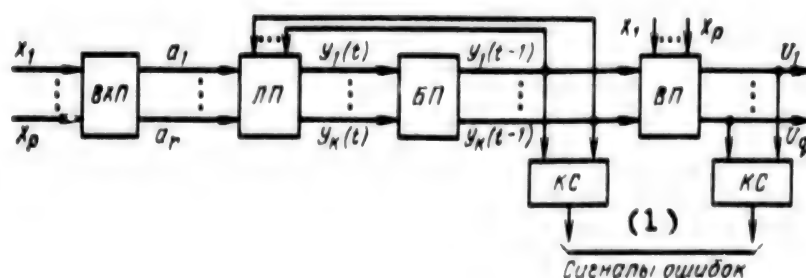 x₁ ... xₚ
x₁ a₁ y₁(t) y₁(t-1) U₁
ВХП ЛП БП ВП
xₚ aᵣ yₖ(t) yₖ(t-1) U_q
КС КС
(1)
Сигналы ошибок